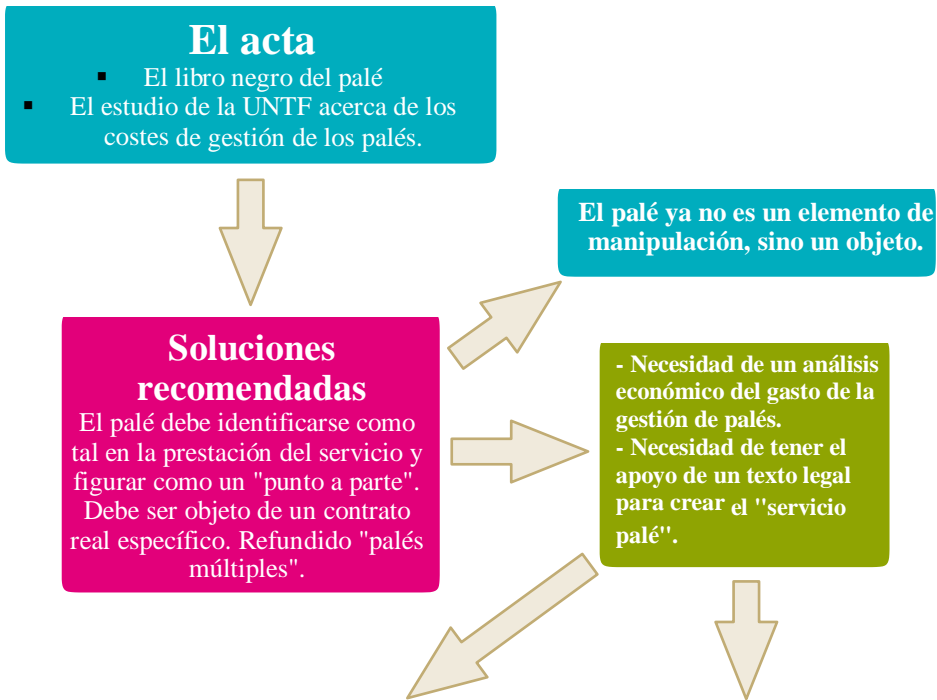 El acta
▪ El libro negro del palé
▪ El estudio de la UNTF acerca de los
costes de gestión de los palés.
El palé ya no es un elemento de
manipulación, sino un objeto.
Soluciones
recomendadas
El palé debe identificarse como
tal en la prestación del servicio y
figurar como un "punto a parte".
Debe ser objeto de un contrato
real específico. Refundido "palés
múltiples".
- Necesidad de un análisis
económico del gasto de la
gestión de palés.
- Necesidad de tener el
apoyo de un texto legal
para crear el "servicio
palé".